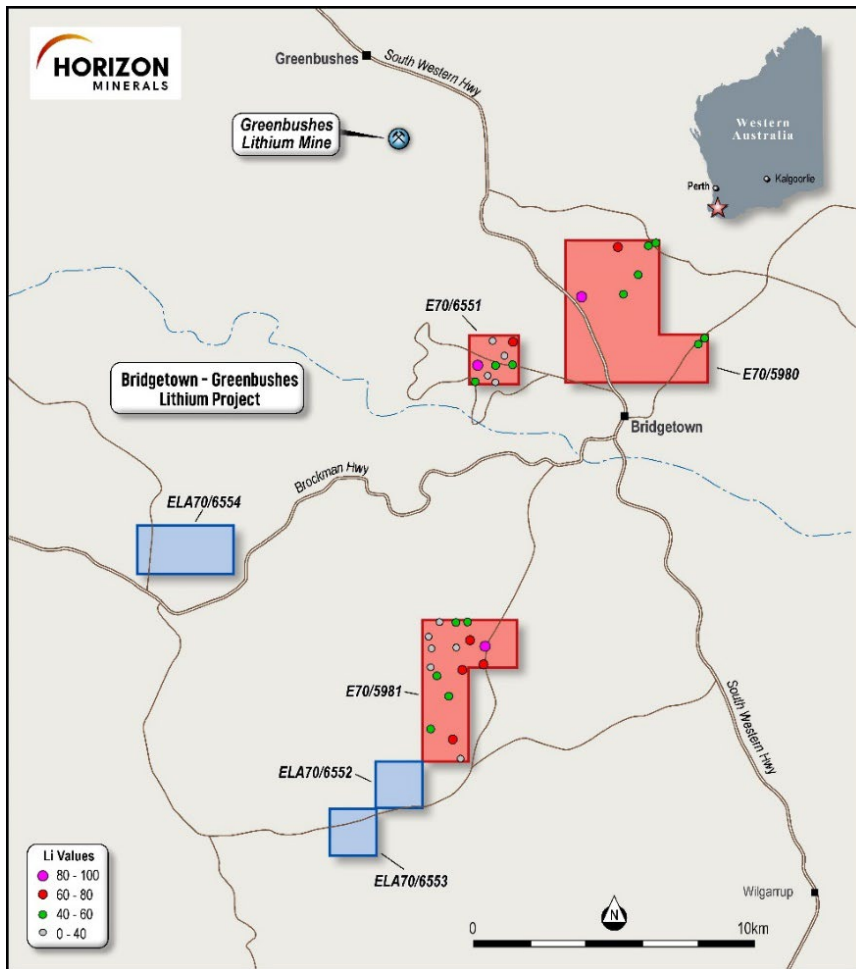 HORIZON
MINERALS
Greenbushes
South Western Hwy
Greenbushes
Lithium Mine
Western
Australia
Perth
Kalgoorlie
E70/6551
E70/5980
Bridgetown - Greenbushes
Lithium Project
Bridgetown
Brockman Hwy
ELA70/6554
E70/5981
South Western Hwy
ELA70/6552
ELA70/6553
Li Values
80 - 100
60 - 80
40 - 60
0 - 40
Wilgarrup
N
0
10km